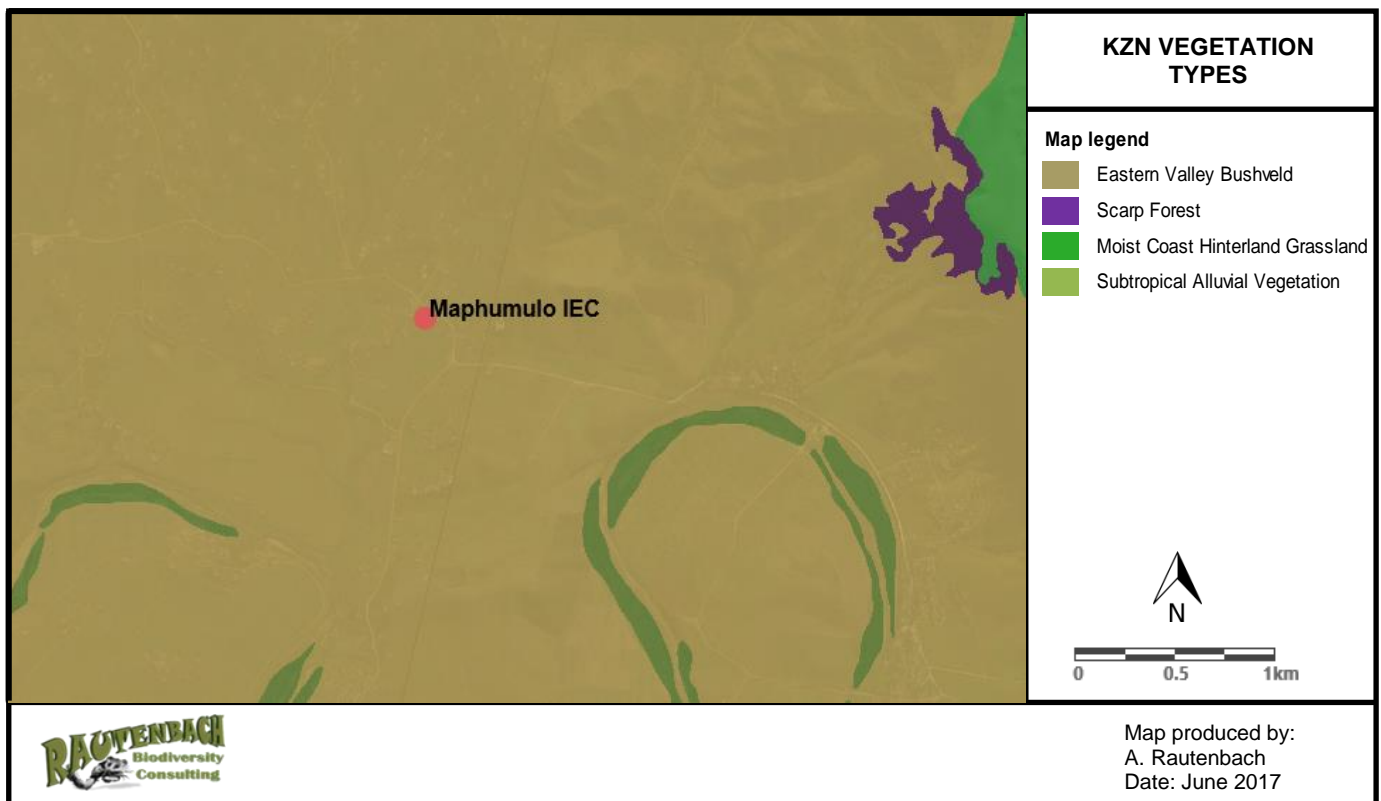 KZN VEGETATION
TYPES
Map legend
Eastern Valley Bushveld
Scarp Forest
Moist Coast Hinterland Grassland
Subtropical Alluvial Vegetation
Maphumulo IEC
N
0 0.5 1km
RAUTENBACH
Biodiversity
Consulting
Map produced by:
A. Rautenbach
Date: June 2017